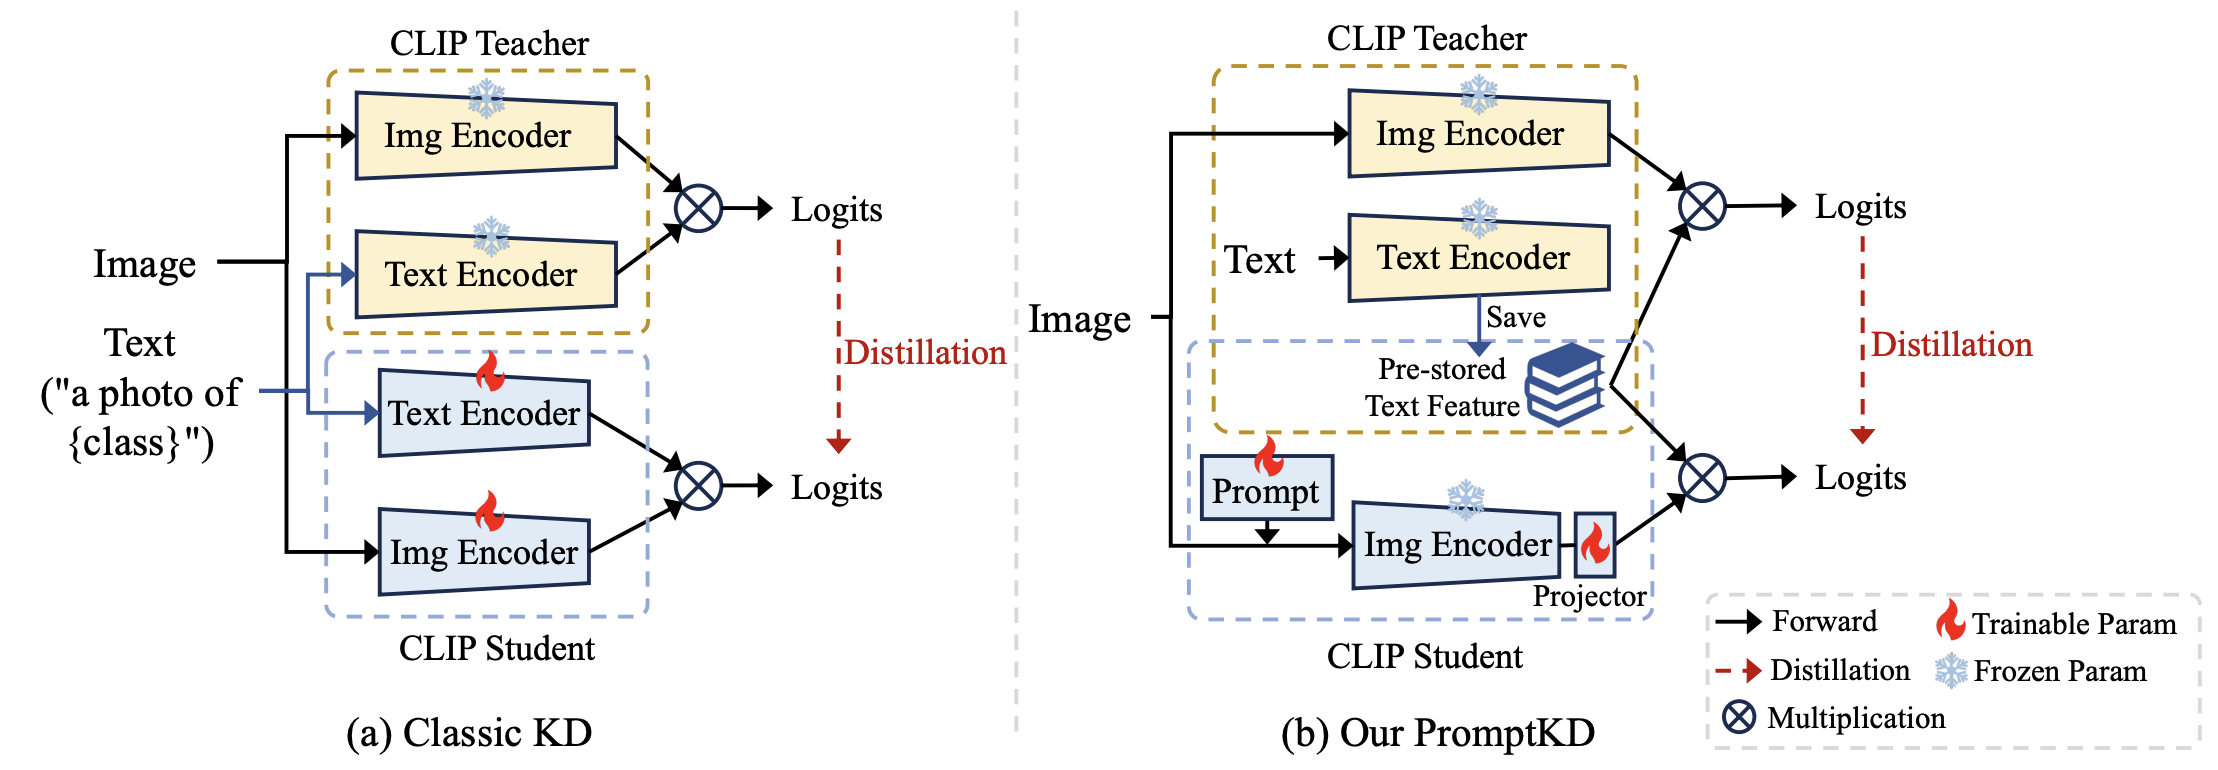 CLIP Teacher
Img Encoder
Text Encoder
Image
Text
("a photo of
{class}")
Text Encoder
Img Encoder
CLIP Student
Logits
Distillation
Logits
(a) Classic KD
CLIP Teacher
Img Encoder
Text
Text Encoder
Save
Image
Pre-stored
Text Feature
Prompt
Img Encoder
Projector
CLIP Student
Logits
Distillation
Logits
(b) Our PromptKD
Forward
Trainable Param
Distillation
Frozen Param
Multiplication